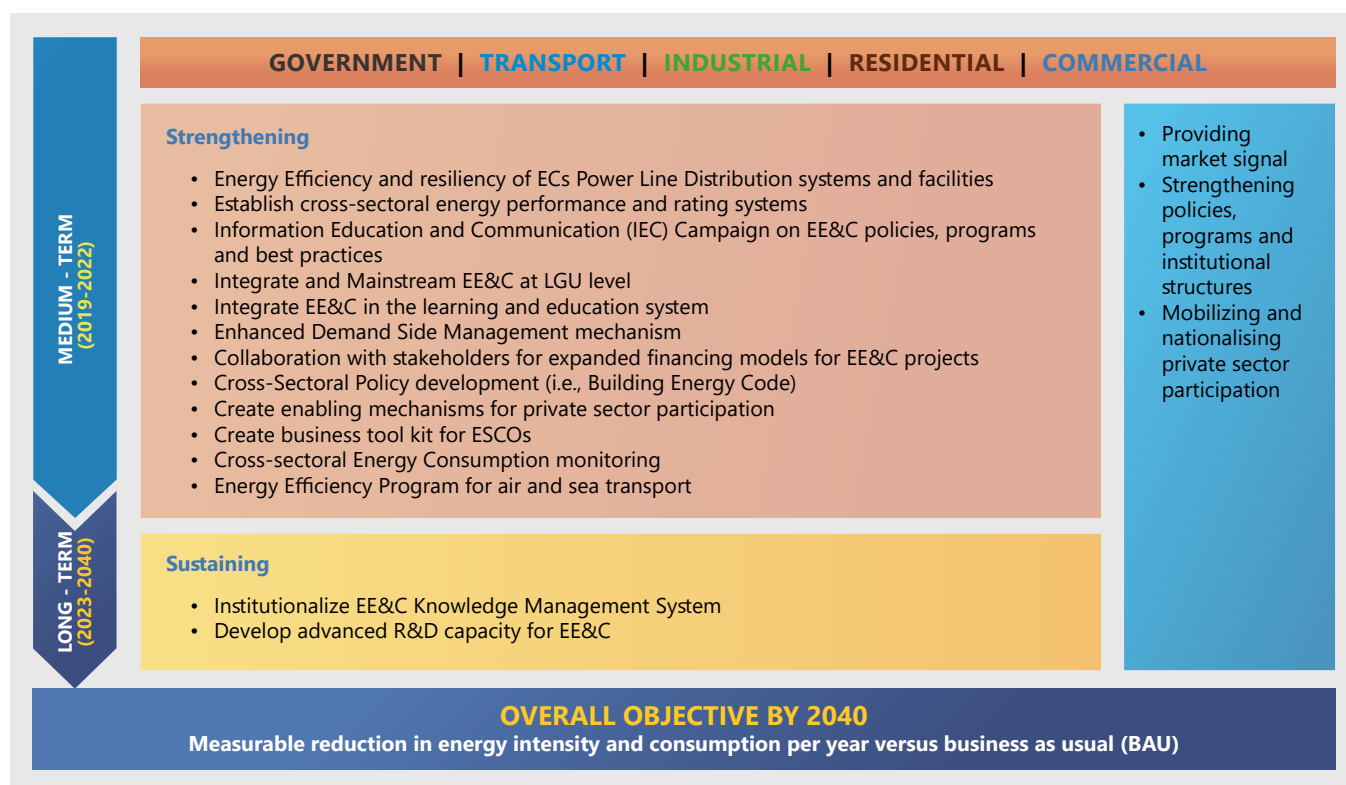 GOVERNMENT | TRANSPORT | INDUSTRIAL | RESIDENTIAL | COMMERCIAL
MEDIUM - TERM
(2019-2022)
Strengthening
• Energy Efficiency and resiliency of ECs Power Line Distribution systems and facilities
• Establish cross-sectoral energy performance and rating systems
• Information Education and Communication (IEC) Campaign on EE&C policies, programs
and best practices
• Integrate and Mainstream EE&C at LGU level
• Integrate EE&C in the learning and education system
• Enhanced Demand Side Management mechanism
• Collaboration with stakeholders for expanded financing models for EE&C projects
• Cross-Sectoral Policy development (i.e., Building Energy Code)
• Create enabling mechanisms for private sector participation
• Create business tool kit for ESCOs
• Cross-sectoral Energy Consumption monitoring
• Energy Efficiency Program for air and sea transport
LONG - TERM
(2023-2040)
Sustaining
• Institutionalize EE&C Knowledge Management System
• Develop advanced R&D capacity for EE&C
• Providing
market signal
• Strengthening
policies,
programs and
institutional
structures
• Mobilizing and
nationalising
private sector
participation
OVERALL OBJECTIVE BY 2040
Measurable reduction in energy intensity and consumption per year versus business as usual (BAU)